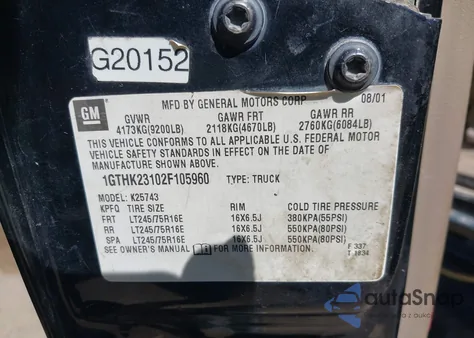 G20152
GM
MFD BY GENERAL MOTORS CORP 08/01
GVWR GAWR FRT GAWR RR
4173KG(9200LB) 2118KG(4670LB) 2760KG(6084LB)
THIS VEHICLE CONFORMS TO ALL APPLICABLE U.S. FEDERAL MOTOR
VEHICLE SAFETY STANDARDS IN EFFECT ON THE DATE OF
MANUFACTURE SHOWN ABOVE.
1GTHK23102F105960 TYPE: TRUCK
MODEL: K25743
KPFQ TIRE SIZE RIM COLD TIRE PRESSURE
FRT LT245/75R16E 16X6.5J 380KPA(55PSI)
RR LT245/75R16E 16X6.5J 550KPA(80PSI)
SPA LT245/75R16E 16X6.5J 550KPA(80PSI)
SEE OWNER'S MANUAL FOR MORE INFORMATION.
F 337
T 1834
autaSnap